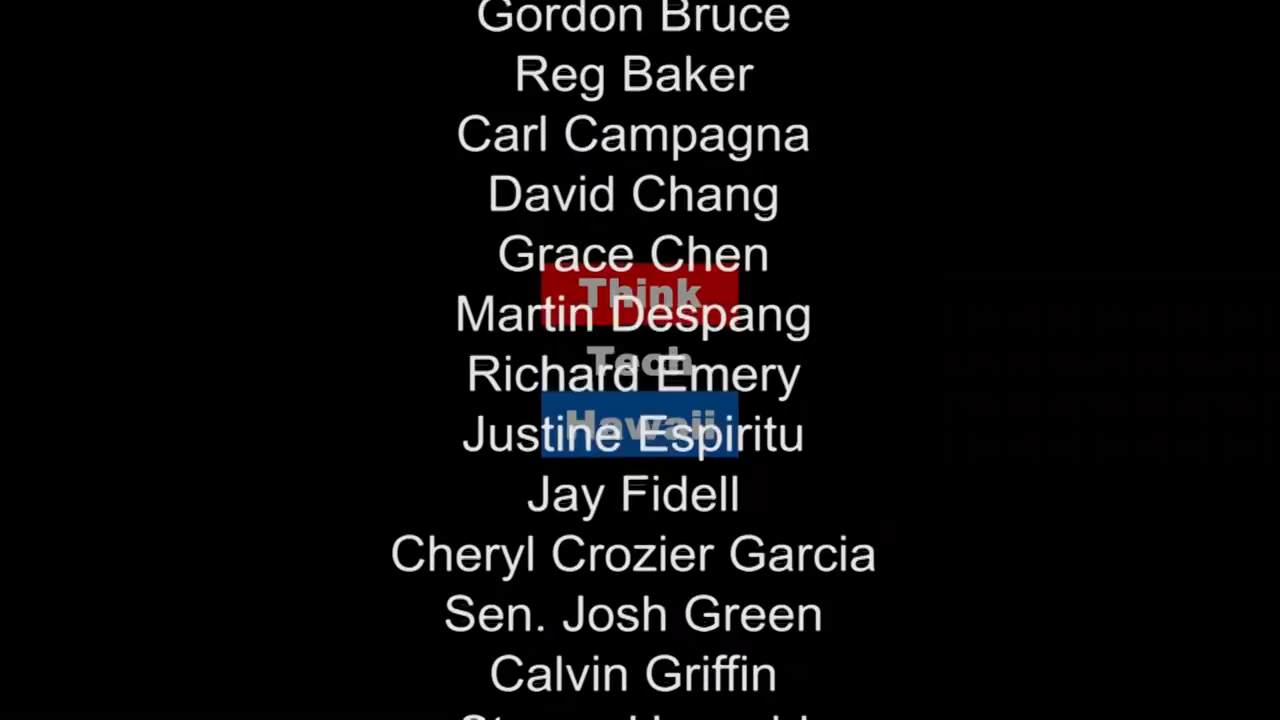 Gordon Bruce
Reg Baker
Carl Campagna
David Chang
Grace Chen
Think
Martin Despang
Tech
Richard Emery
Hawaii
Justine Espiritu
Jay Fidell
Cheryl Crozier Garcia
Sen. Josh Green
Calvin Griffin